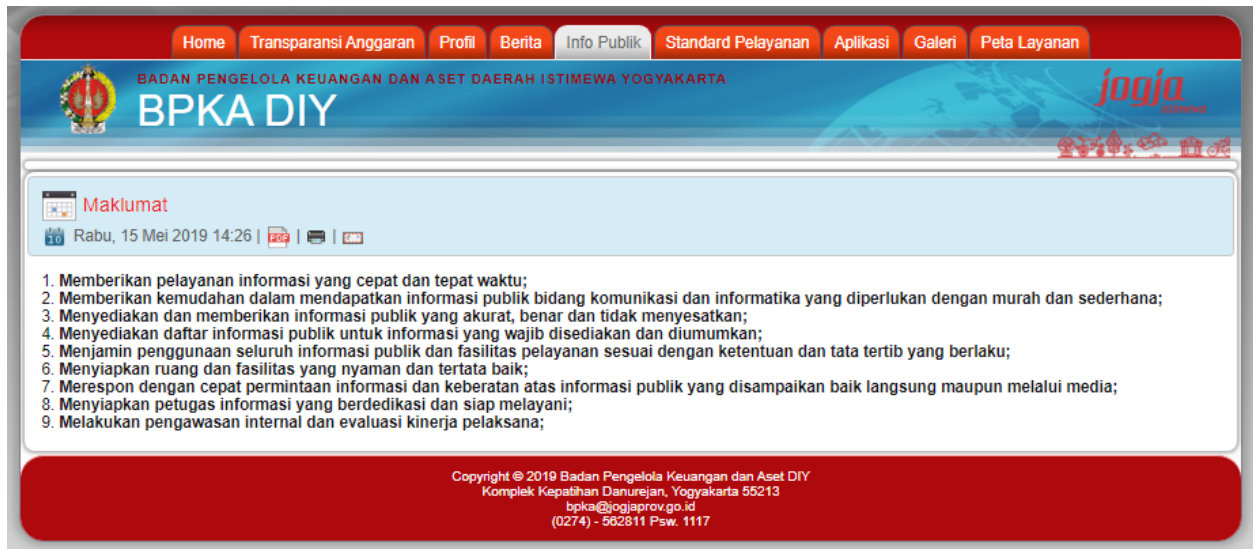 Home Transparansi Anggaran Profil Berita Info Publik Standard Pelayanan Aplikasi Galeri Peta Layanan
BADAN PENGELOLA KEUANGAN DAN ASET DAERAH ISTIMEWA YOGYAKARTA
BPKA DIY
jogja
Maklumat
Rabu, 15 Mei 2019 14:26 | PDF | |
1. Memberikan pelayanan informasi yang cepat dan tepat waktu;
2. Memberikan kemudahan dalam mendapatkan informasi publik bidang komunikasi dan informatika yang diperlukan dengan murah dan sederhana;
3. Menyediakan dan memberikan informasi publik yang akurat, benar dan tidak menyesatkan;
4. Menyediakan daftar informasi publik untuk informasi yang wajib disediakan dan diumumkan;
5. Menjamin penggunaan seluruh informasi publik dan fasilitas pelayanan sesuai dengan ketentuan dan tata tertib yang berlaku;
6. Menyiapkan ruang dan fasilitas yang nyaman dan tertata baik;
7. Merespon dengan cepat permintaan informasi dan keberatan atas informasi publik yang disampaikan baik langsung maupun melalui media;
8. Menyiapkan petugas informasi yang berdedikasi dan siap melayani;
9. Melakukan pengawasan internal dan evaluasi kinerja pelaksana;
Copyright © 2019 Badan Pengelola Keuangan dan Aset DIY
Komplek Kepatihan Danurejan, Yogyakarta 55213
bpka@jogjaprov.go.id
(0274) - 562811 Psw. 1117